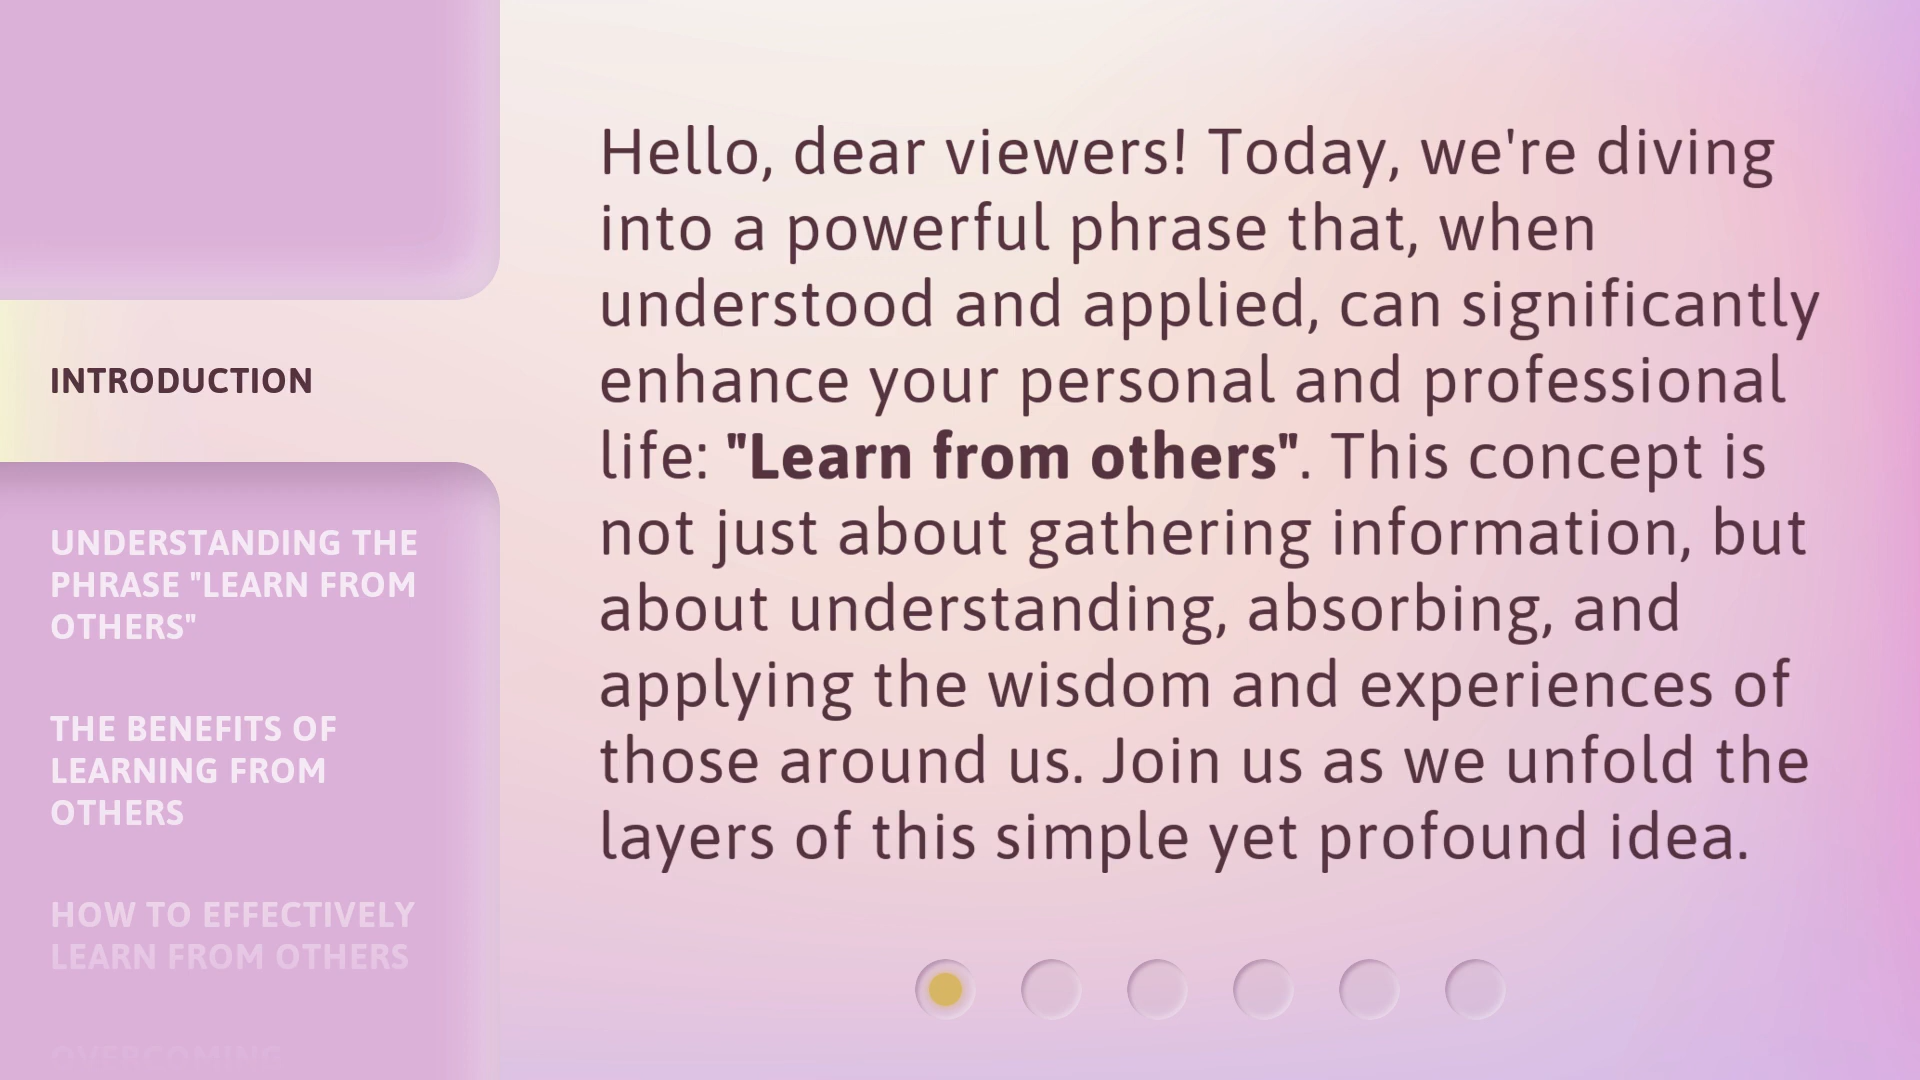 INTRODUCTION
UNDERSTANDING THE
PHRASE "LEARN FROM
OTHERS"
THE BENEFITS OF
LEARNING FROM
OTHERS
HOW TO EFFECTIVELY
LEARN FROM OTHERS
OVERCOMING
Hello, dear viewers! Today, we're diving
into a powerful phrase that, when
understood and applied, can significantly
enhance your personal and professional
life: "Learn from others". This concept is
not just about gathering information, but
about understanding, absorbing, and
applying the wisdom and experiences of
those around us. Join us as we unfold the
layers of this simple yet profound idea.